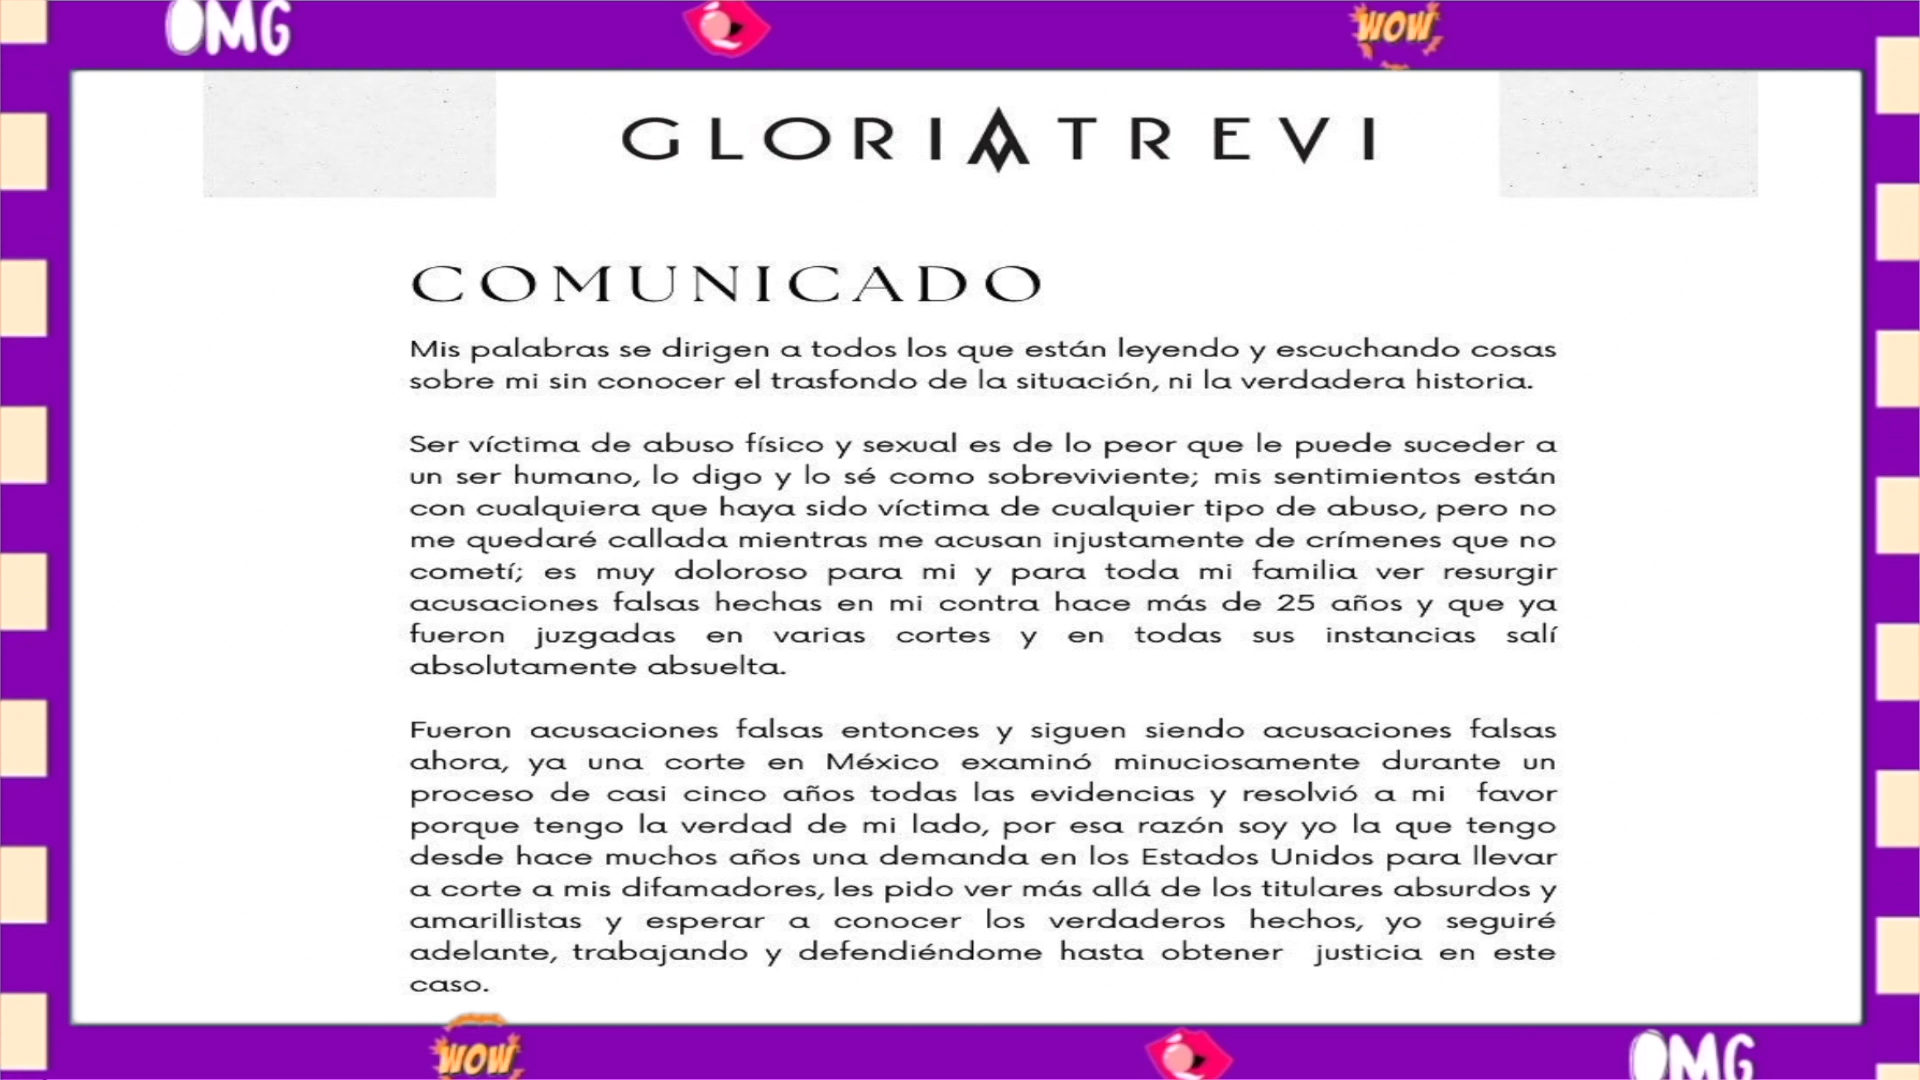 OMG
WOW
GLORIA TREVI
COMUNICADO
Mis palabras se dirigen a todos los que están leyendo y escuchando cosas
sobre mi sin conocer el trasfondo de la situación, ni la verdadera historia.
Ser víctima de abuso físico y sexual es de lo peor que le puede suceder a
un ser humano, lo digo y lo sé como sobreviviente; mis sentimientos están
con cualquiera que haya sido víctima de cualquier tipo de abuso, pero no
me quedaré callada mientras me acusan injustamente de crímenes que no
cometí; es muy doloroso para mi y para toda mi familia ver resurgir
acusaciones falsas hechas en mi contra hace más de 25 años y que ya
fueron juzgadas en varias cortes y en todas sus instancias salí
absolutamente absuelta.
Fueron acusaciones falsas entonces y siguen siendo acusaciones falsas
ahora, ya una corte en México examinó minuciosamente durante un
proceso de casi cinco años todas las evidencias y resolvió a mi favor
porque tengo la verdad de mi lado, por esa razón soy yo la que tengo
desde hace muchos años una demanda en los Estados Unidos para llevar
a corte a mis difamadores, les pido ver más allá de los titulares absurdos y
amarillistas y esperar a conocer los verdaderos hechos, yo seguiré
adelante, trabajando y defendiéndome hasta obtener justicia en este
caso.
WOW
OMG